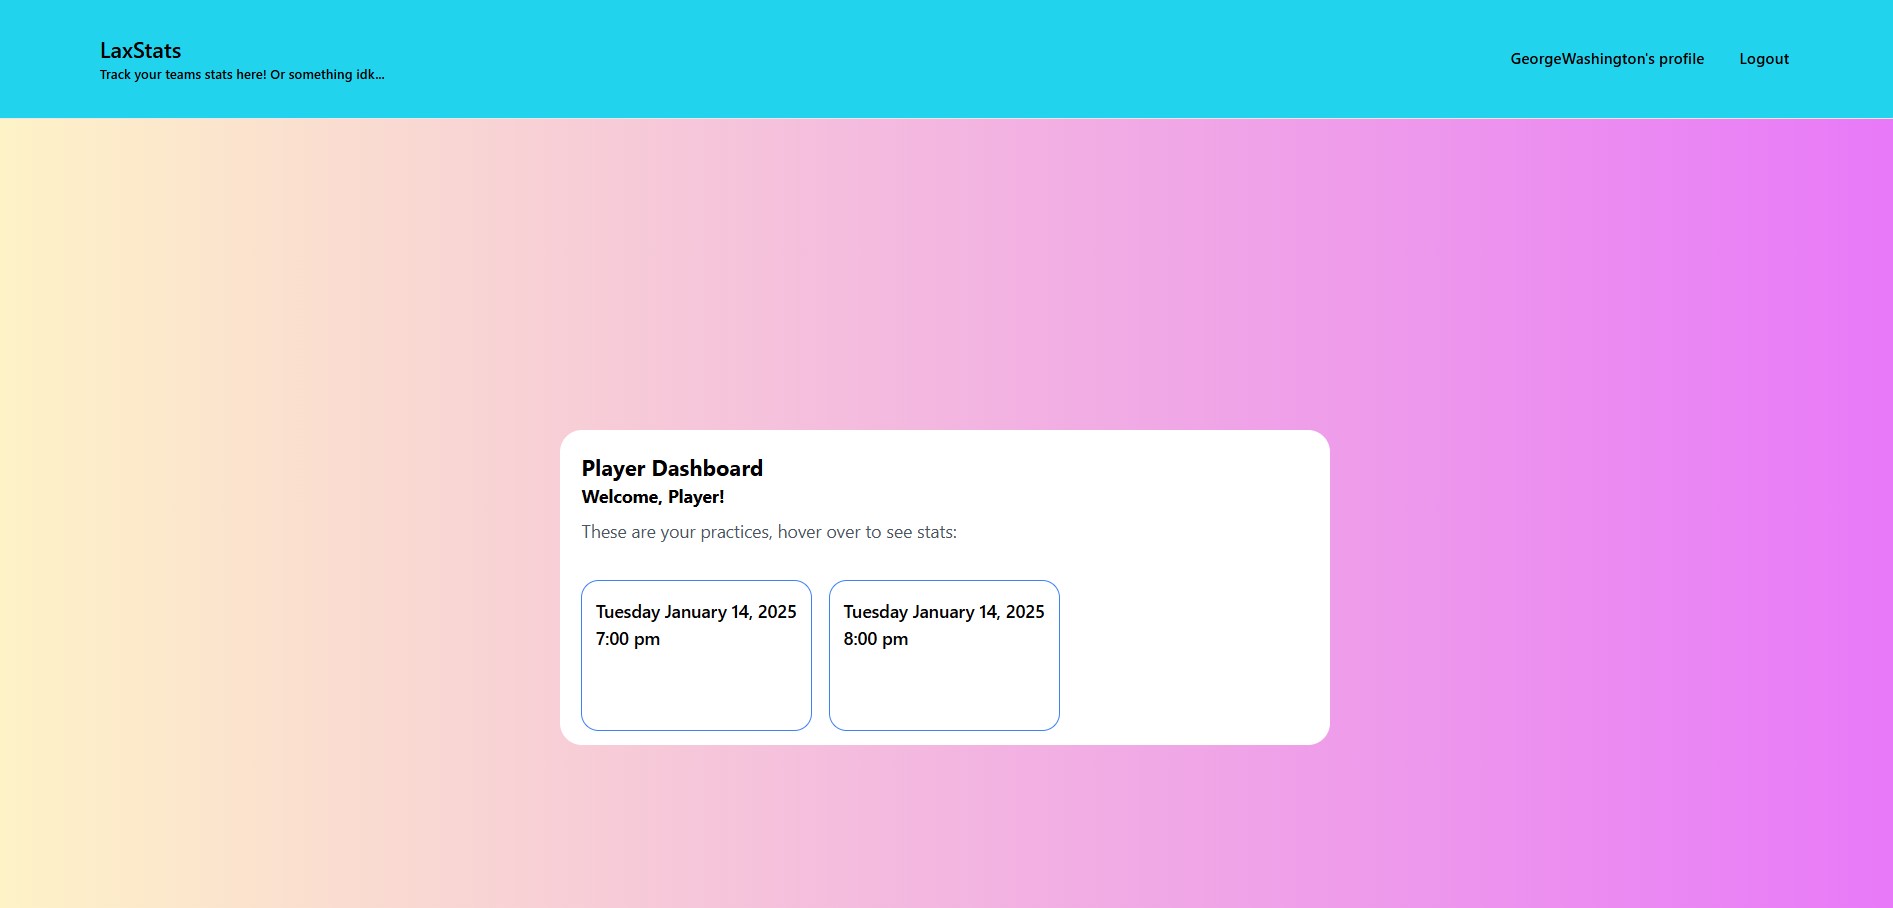 LaxStats
Track your teams stats here! Or something idk...
GeorgeWashington's profile
Logout
Player Dashboard
Welcome, Player!
These are your practices, hover over to see stats:
Tuesday January 14, 2025
7:00 pm
Tuesday January 14, 2025
8:00 pm